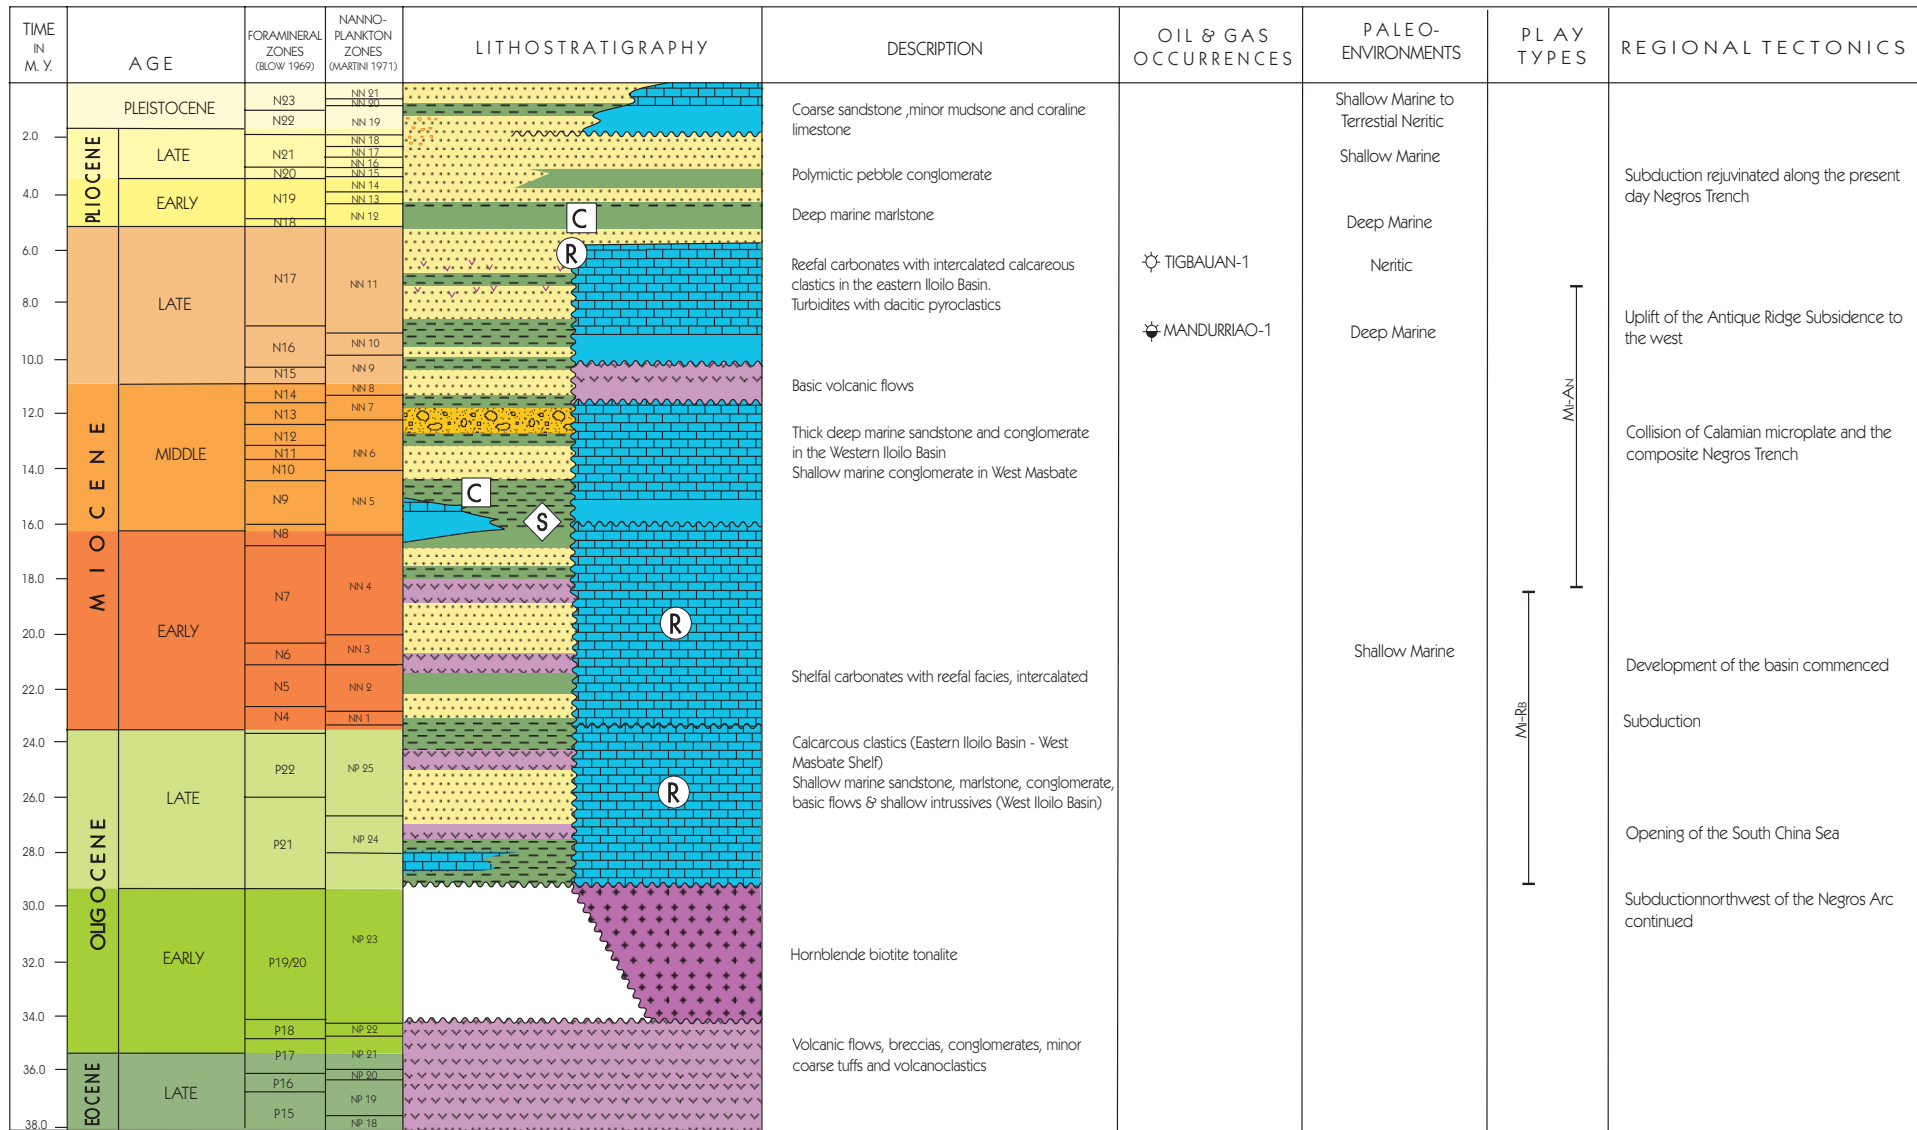 TIME
IN
M. Y.
AGE
FORAMINERAL
ZONES
(BLOW 1969)
NANNO-
PLANKTON
ZONES
(MARTINI 1971)
LITHOSTRATIGRAPHY
DESCRIPTION
OIL & GAS
OCCURRENCES
PALEO-
ENVIRONMENTS
PLAY
TYPES
REGIONAL TECTONICS
2.0
4.0
6.0
8.0
10.0
12.0
14.0
16.0
18.0
20.0
22.0
24.0
26.0
28.0
30.0
32.0
34.0
36.0
38.0
PLIOCENE
MIOCENE
OLIGOCENE
EOCENE
PLEISTOCENE
LATE
EARLY
LATE
MIDDLE
EARLY
LATE
EARLY
LATE
N23
N22
N21
N20
N19
N18
N17
N16
N15
N14
N13
N12
N11
N10
N9
N8
N7
N6
N5
N4
P22
P21
P19/20
P18
P17
P16
P15
NN 21
NN 20
NN 19
NN 18
NN 17
NN 16
NN 15
NN 14
NN 13
NN 12
NN 11
NN 10
NN 9
NN 8
NN 7
NN 6
NN 5
NN 4
NN 3
NN 2
NN 1
NP 25
NP 24
NP 23
NP 22
NP 21
NP 20
NP 19
NP 18
C
R
C
S
R
R
Coarse sandstone ,minor mudsone and coraline
limestone
Polymictic pebble conglomerate
Deep marine marlstone
Reefal carbonates with intercalated calcareous
clastics in the eastern Iloilo Basin.
Turbidites with dacitic pyroclastics
Basic volcanic flows
Thick deep marine sandstone and conglomerate
in the Western Iloilo Basin
Shallow marine conglomerate in West Masbate
Shelfal carbonates with reefal facies, intercalated
Calcarcous clastics (Eastern Iloilo Basin - West
Masbate Shelf)
Shallow marine sandstone, marlstone, conglomerate,
basic flows & shallow intrussives (West Iloilo Basin)
Hornblende biotite tonalite
Volcanic flows, breccias, conglomerates, minor
coarse tuffs and volcanoclastics
TIGBAUAN-1
MANDURRIAO-1
Shallow Marine to
Terrestial Neritic
Shallow Marine
Deep Marine
Neritic
Deep Marine
Shallow Marine
MI-AN
MI-RB
Subduction rejuvinated along the present
day Negros Trench
Uplift of the Antique Ridge Subsidence to
the west
Collision of Calamian microplate and the
composite Negros Trench
Development of the basin commenced
Subduction
Opening of the South China Sea
Subductionnorthwest of the Negros Arc
continued